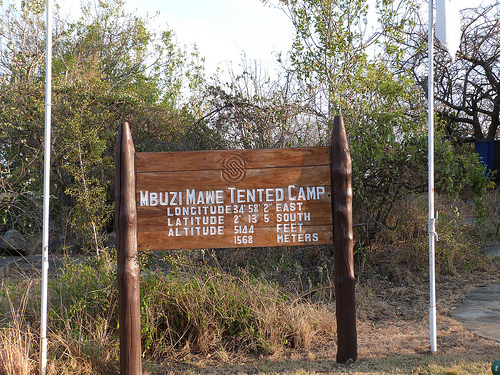 MBUZI MAWE TENTED CAMP
LONGITUDE 34° 58' 2" EAST
LATITUDE 2° 13' 5 SOUTH
ALTITUDE 5144 FEET
1568 METERS